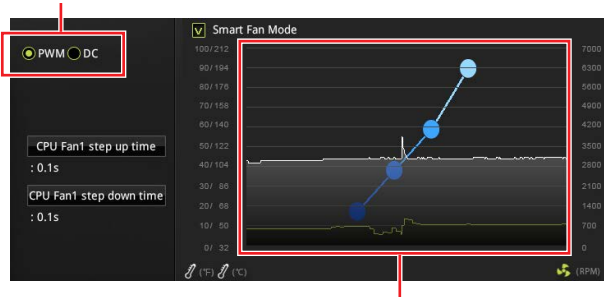 V Smart Fan Mode
PWM DC
100/212 7000
90/194 6300
80/176 5600
70/158 4900
60/140 4200
50/122 3500
40/104 2800
30/ 86 2100
20/ 68 1400
10/ 50 700
0/ 32 0
CPU Fan1 step up time
: 0.1s
CPU Fan1 step down time
: 0.1s
(°F) (°C) (RPM)